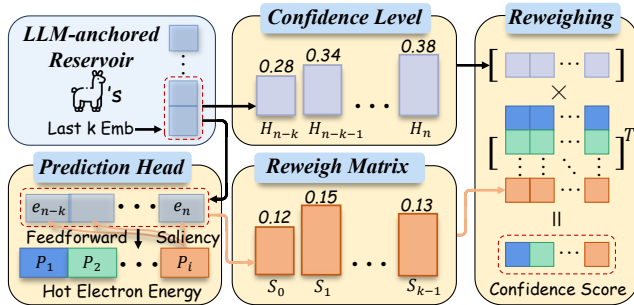 LLM-anchored
Reservoir
's
Last k Emb
Confidence Level
0.28
0.34
0.38
H_{n-k}
H_{n-k-1}
...
H_n
Reweighing
[
...
]
×
[
...
]^T
=
Confidence Score
Prediction Head
e_{n-k}
...
e_n
Feedforward
Saliency
P_1
P_2
...
P_i
Hot Electron Energy
Reweigh Matrix
0.12
0.15
0.13
S_0
S_1
...
S_{k-1}